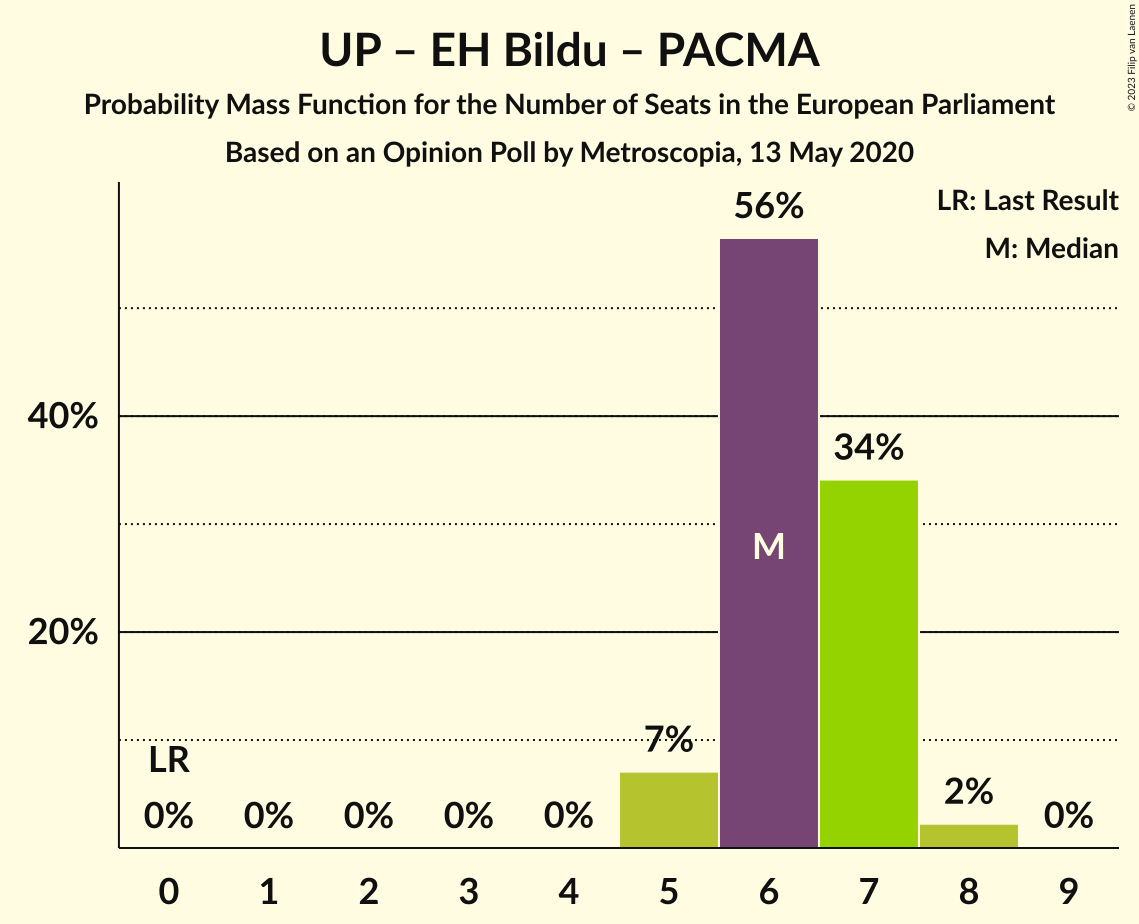 UP – EH Bildu – PACMA
Probability Mass Function for the Number of Seats in the European Parliament
Based on an Opinion Poll by Metroscopia, 13 May 2020
© 2023 Filip van Laenen
LR: Last Result
M: Median
40%
20%
LR
0%
0%
0%
0%
0%
7%
56%
M
34%
2%
0%
0
1
2
3
4
5
6
7
8
9